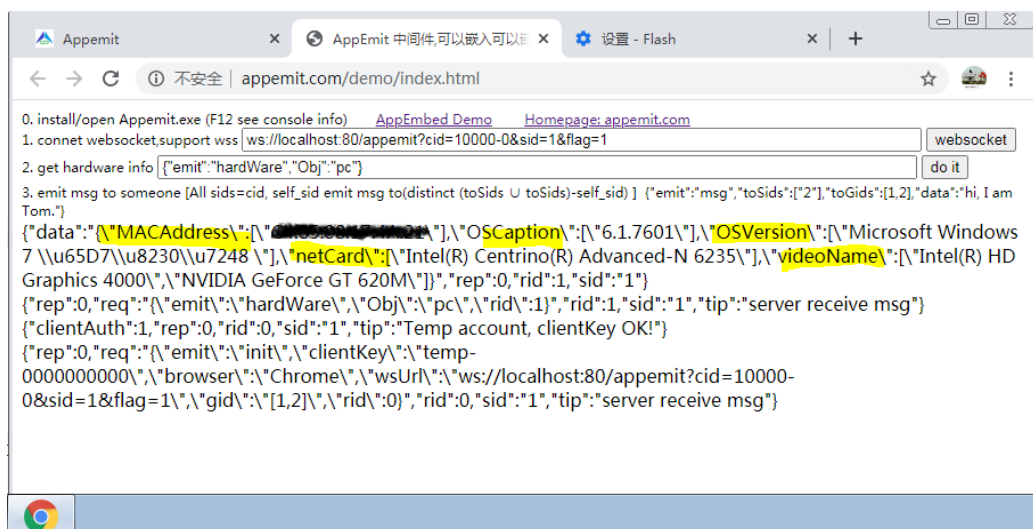 Appemit
AppEmit 中间件,可以嵌入可以
设置 - Flash
不安全 | appemit.com/demo/index.html
0. install/open Appemit.exe (F12 see console info) AppEmbed Demo Homepage: appemit.com
1. connet websocket,support wss ws://localhost:80/appemit?cid=10000-0&sid=1&flag=1 websocket
2. get hardware info {"emit":"hardWare","Obj":"pc"} do it
3. emit msg to someone [All sids=cid, self_sid emit msg to(distinct (toSids ∪ toSids)-self_sid) ] {"emit":"msg","toSids":["2"],"toGids":[1,2],"data":"hi, I am
Tom."}
{"data":"{\"MACAddress\":[\"\"],\"OSCaption\":[\"6.1.7601\"],\"OSVersion\":[\"Microsoft Windows
7 \\u65D7\\u8230\\u7248 \"],\"netCard\":[\"Intel(R) Centrino(R) Advanced-N 6235\"],\"videoName\":[\"Intel(R) HD
Graphics 4000\",\"NVIDIA GeForce GT 620M\"]}","rep":0,"rid":1,"sid":"1"}
{"rep":0,"req":"{\"emit\":\"hardWare\",\"Obj\":\"pc\",\"rid\":1}","rid":1,"sid":"1","tip":"server receive msg"}
{"clientAuth":1,"rep":0,"rid":0,"sid":"1","tip":"Temp account, clientKey OK!"}
{"rep":0,"req":"{\"emit\":\"init\",\"clientKey\":\"temp-
0000000000\",\"browser\":\"Chrome\",\"wsUrl\":\"ws://localhost:80/appemit?cid=10000-
0&sid=1&flag=1\",\"gid\":\"[1,2]\",\"rid\":0}","rid":0,"sid":"1","tip":"server receive msg"}